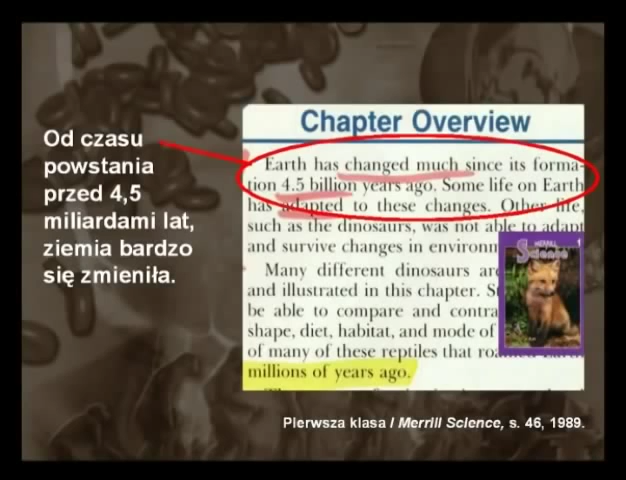 Od czasu
powstania
przed 4,5
miliardami lat,
ziemia bardzo
się zmieniła.
Chapter Overview
Earth has changed much since its forma-
tion 4.5 billion years ago. Some life on Earth
has adapted to these changes. Other life,
such as the dinosaurs, was not able to adapt
and survive changes in environm
Many different dinosaurs are
and illustrated in this chapter. St
be able to compare and contra
shape, diet, habitat, and mode of
of many of these reptiles that roamed Earth
millions of years ago.
MERRILL 1
Science
Pierwsza klasa / Merrill Science, s. 46, 1989.